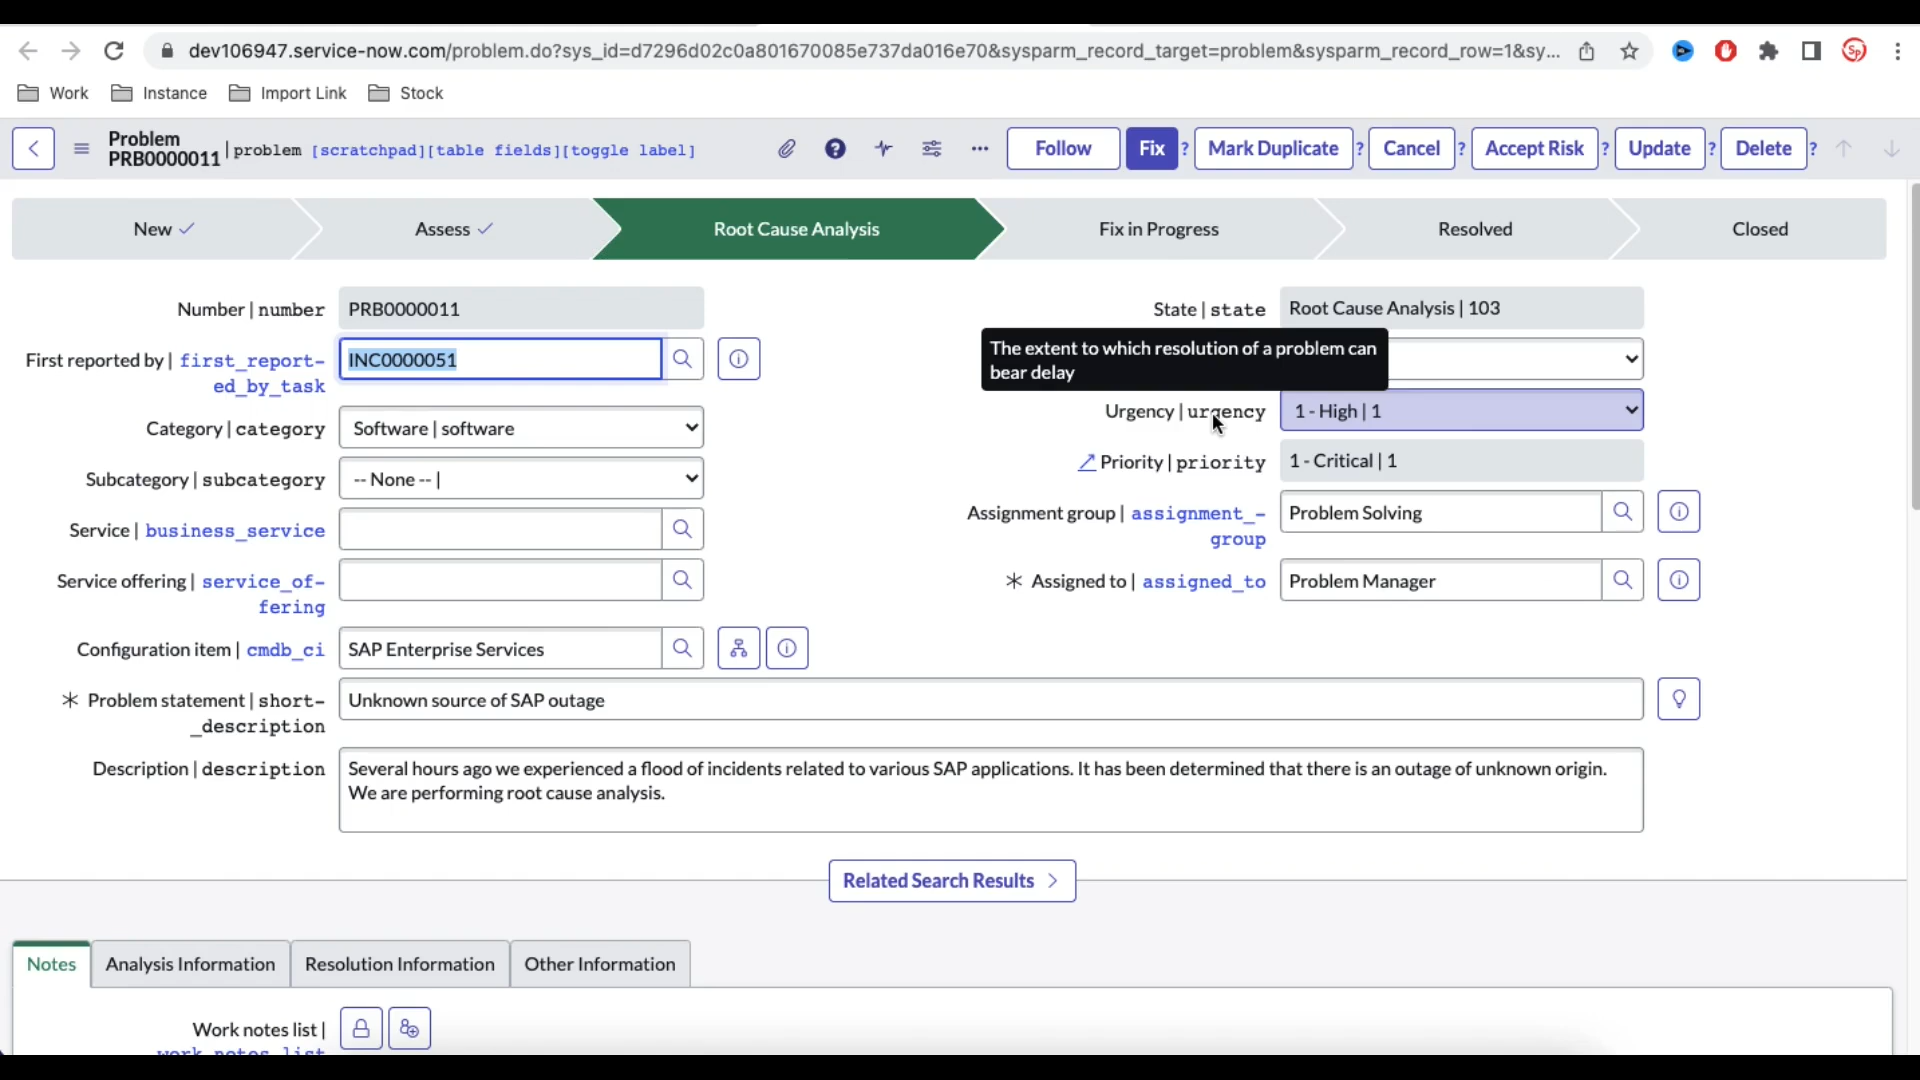 dev106947.service-now.com/problem.do?sys_id=d7296d02c0a801670085e737da016e70&sysparm_record_target=problem&sysparm_record_row=1&sy...
Work Instance Import Link Stock
Problem
PRB0000011 | problem [scratchpad][table fields][toggle label]
Follow Fix ? Mark Duplicate ? Cancel ? Accept Risk ? Update ? Delete ?
New Assess Root Cause Analysis Fix in Progress Resolved Closed
Number | number PRB0000011
State | state Root Cause Analysis | 103
First reported by | first_report-
ed_by_task
INC0000051
The extent to which resolution of a problem can
bear delay
Urgency | urgency 1 - High | 1
Category | category Software | software
Priority | priority 1 - Critical | 1
Subcategory | subcategory -- None -- |
Assignment group | assignment_-
group
Problem Solving
Service | business_service
Service offering | service_of-
fering
* Assigned to | assigned_to Problem Manager
Configuration item | cmdb_ci SAP Enterprise Services
* Problem statement | short-
_description
Unknown source of SAP outage
Description | description
Several hours ago we experienced a flood of incidents related to various SAP applications. It has been determined that there is an outage of unknown origin.
We are performing root cause analysis.
Related Search Results
Notes Analysis Information Resolution Information Other Information
Work notes list |
work_notes_list